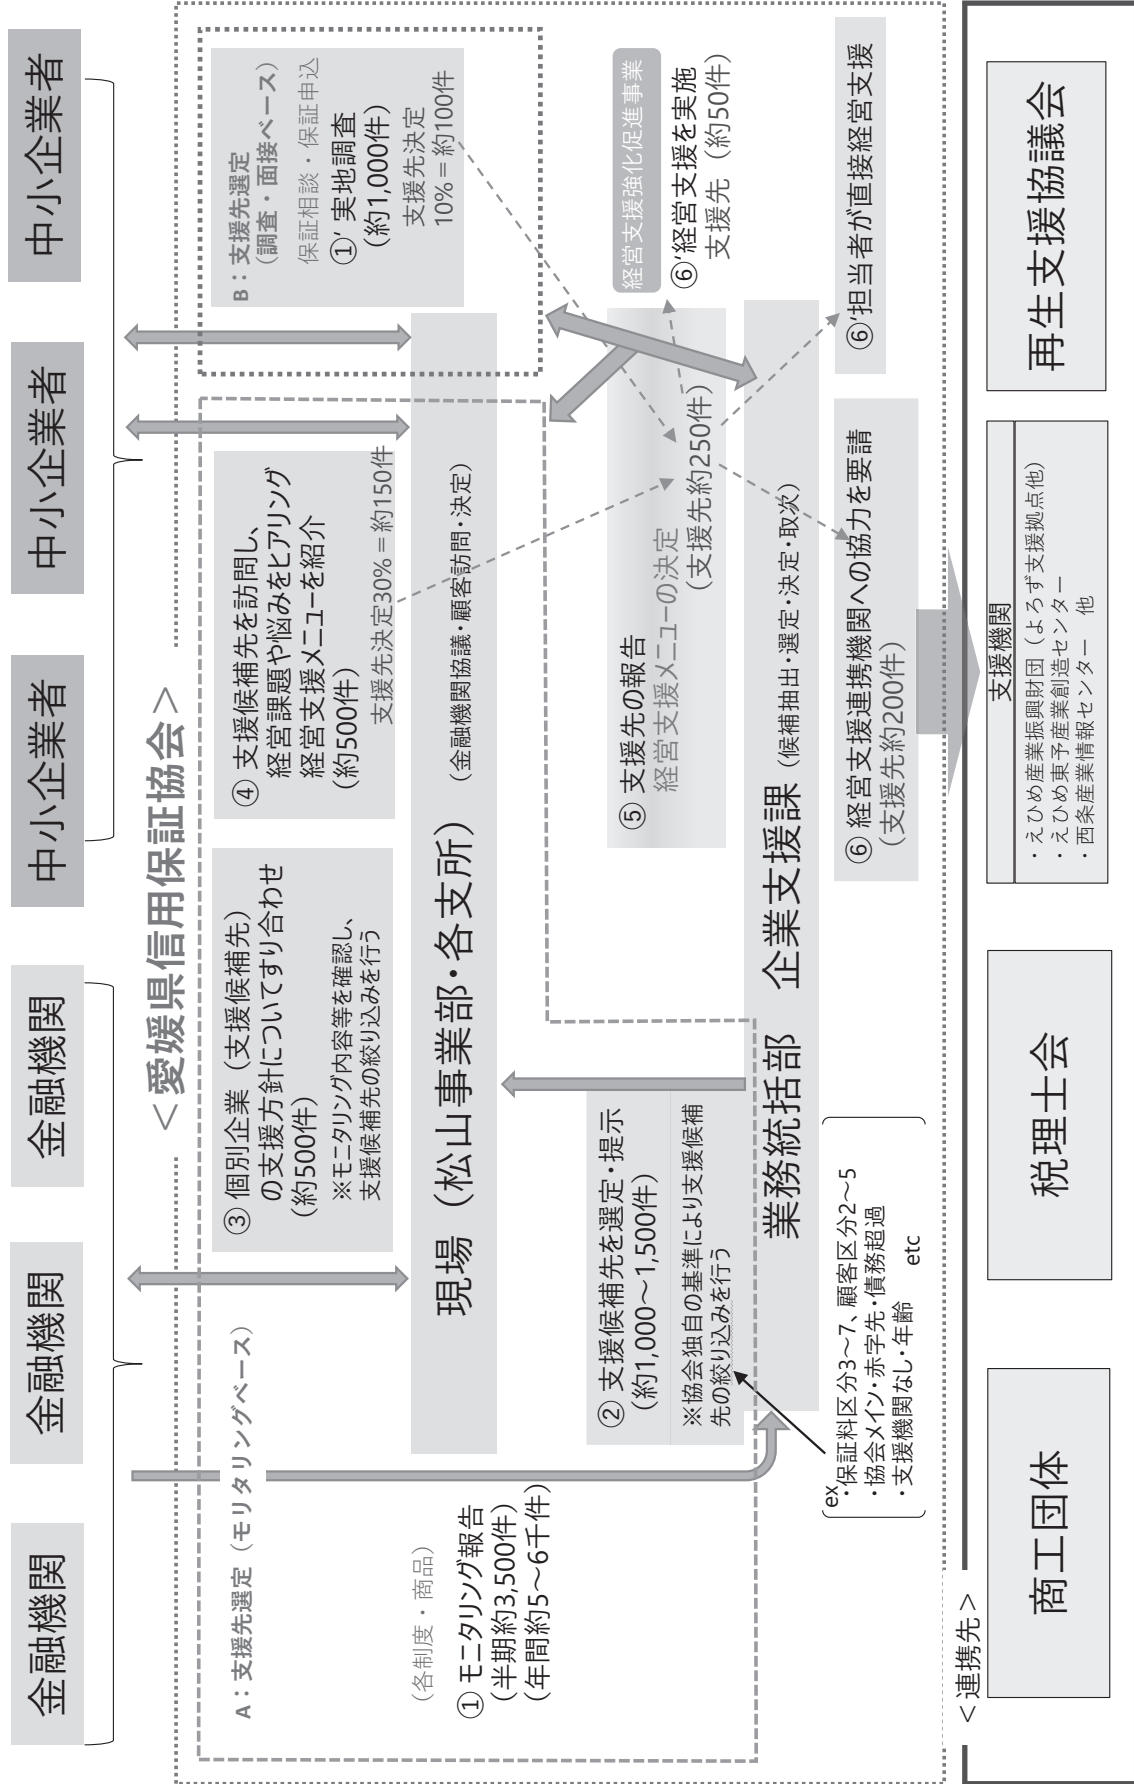 金融機関
金融機関
金融機関
中小企業者
中小企業者
中小企業者
＜愛媛県信用保証協会＞
A：支援先選定（モリタリングベース）
（各制度・商品）
① モニタリング報告
（半期約3,500件）
（年間約5～6千件）
③ 個別企業（支援候補先）
の支援方針についてすり合わせ
（約500件）
※モニタリング内容等を確認し、
支援候補先の絞り込みを行う
④ 支援候補先を訪問し、
経営課題や悩みをヒアリング
経営支援メニューを紹介
（約500件）
支援先決定30%＝約150件
B：支援先選定
（調査・面接ベース）
保証相談・保証申込
①’ 実地調査
（約1,000件）
支援先決定
10%＝約100件
現場（松山事業部・各支所）
（金融機関協議・顧客訪問・決定）
② 支援候補先を選定・提示
（約1,000～1,500件）
※協会独自の基準により支援候補
先の絞り込みを行う
⑤ 支援先の報告
経営支援メニューの決定
（支援先約250件）
経営支援強化促進事業
⑥’経営支援を実施
支援先（約50件）
業務統括部　企業支援課（候補抽出・選定・決定・取次）
ex
・保証料区分3～7、顧客区分2～5
・協会メイン・赤字先・債務超過
・支援機関なし・年齢　etc
⑥ 経営支援連携機関への協力を要請
（支援先約200件）
⑥’担当者が直接経営支援
＜連携先＞
商工団体
税理士会
支援機関
・えひめ産業振興財団（よろず支援拠点他）
・えひめ東予産業創造センター
・西条産業情報センター　他
再生支援協議会